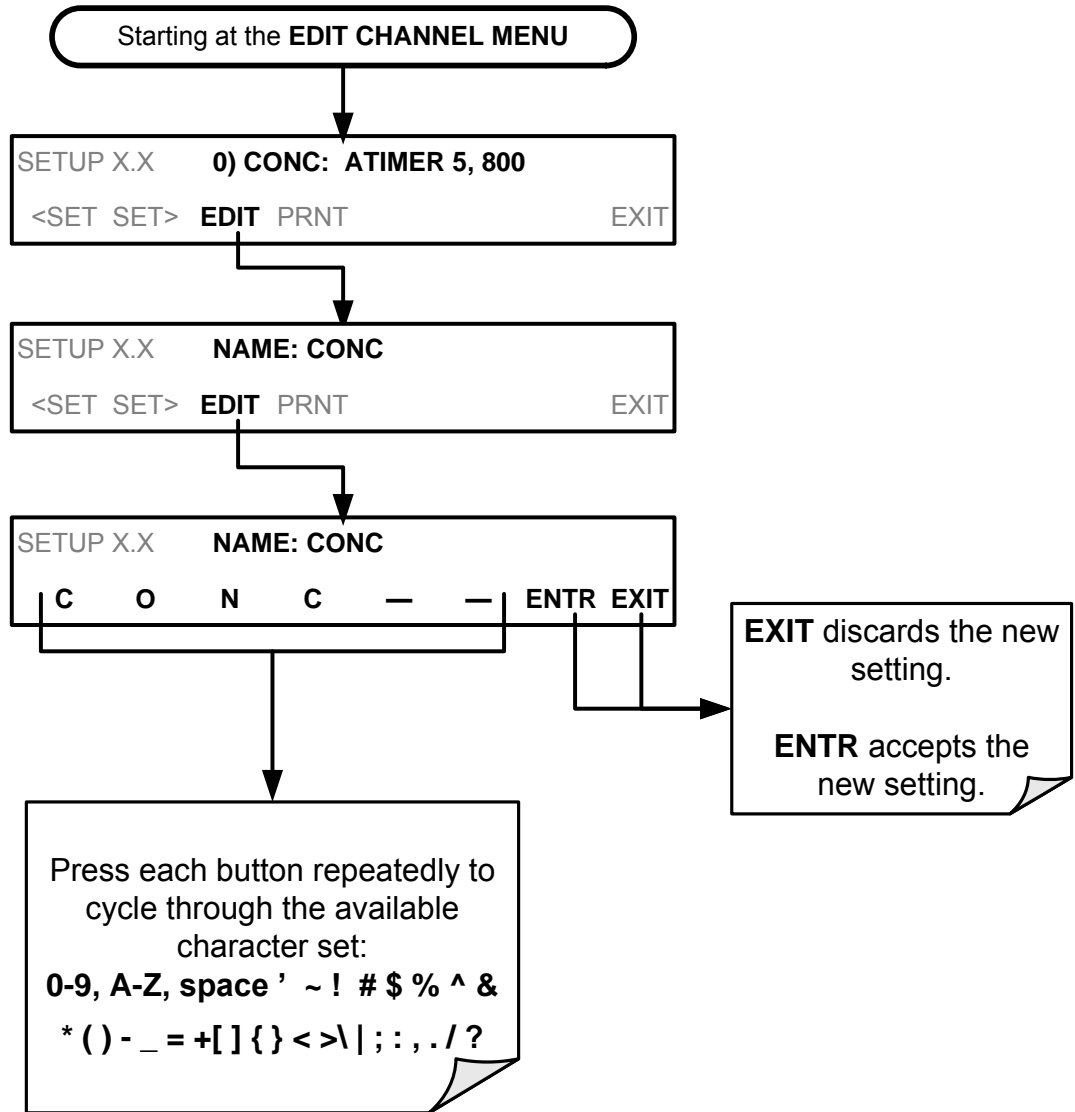 Starting at the EDIT CHANNEL MENU
SETUP X.X 0) CONC: ATIMER 5, 800
<SET SET> EDIT PRNT EXIT
SETUP X.X NAME: CONC
<SET SET> EDIT PRNT EXIT
SETUP X.X NAME: CONC
C O N C — — ENTR EXIT
EXIT discards the new
setting.
ENTR accepts the
new setting.
Press each button repeatedly to
cycle through the available
character set:
0-9, A-Z, space ’ ~ ! # $ % ^ &
* ( ) - _ = +[ ] { } < >\ | ; : , . / ?